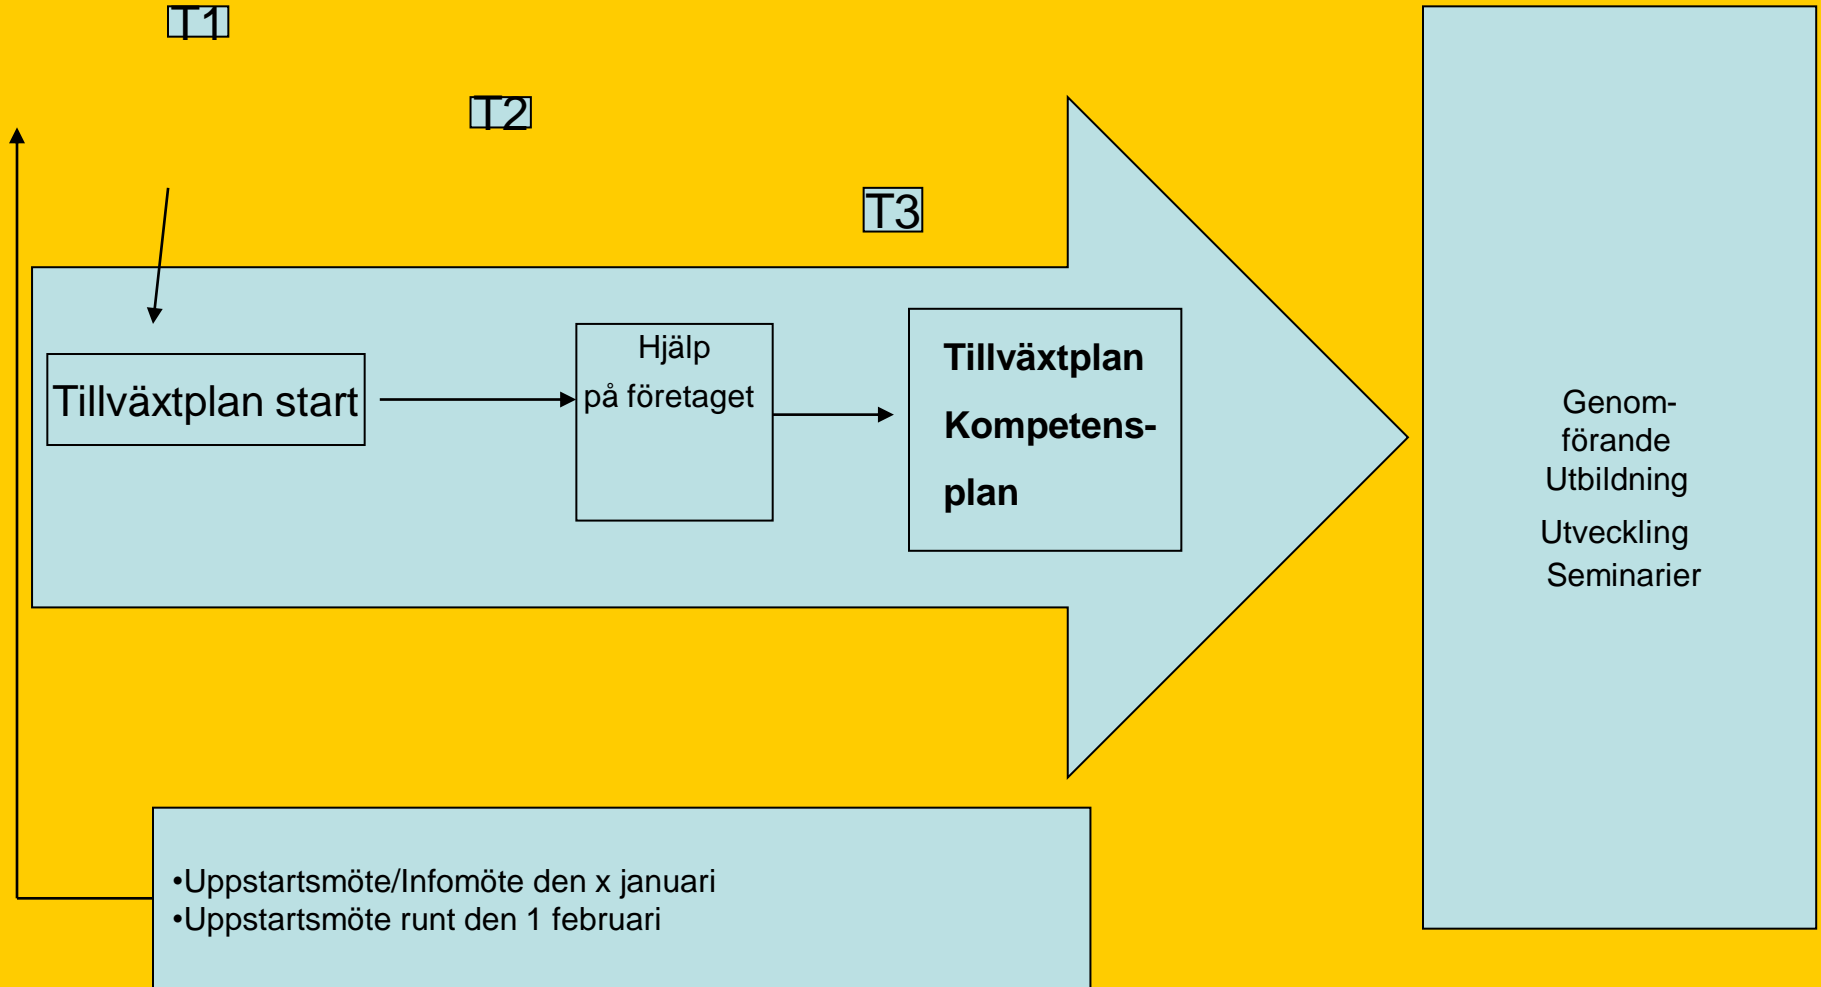 T1
T2
T3
Tillväxtplan start
Hjälp
på företaget
Tillväxtplan
Kompetens-
plan
Genom-
förande
Utbildning
Utveckling
Seminarier
•Uppstartsmöte/Infomöte den x januari
•Uppstartsmöte runt den 1 februari